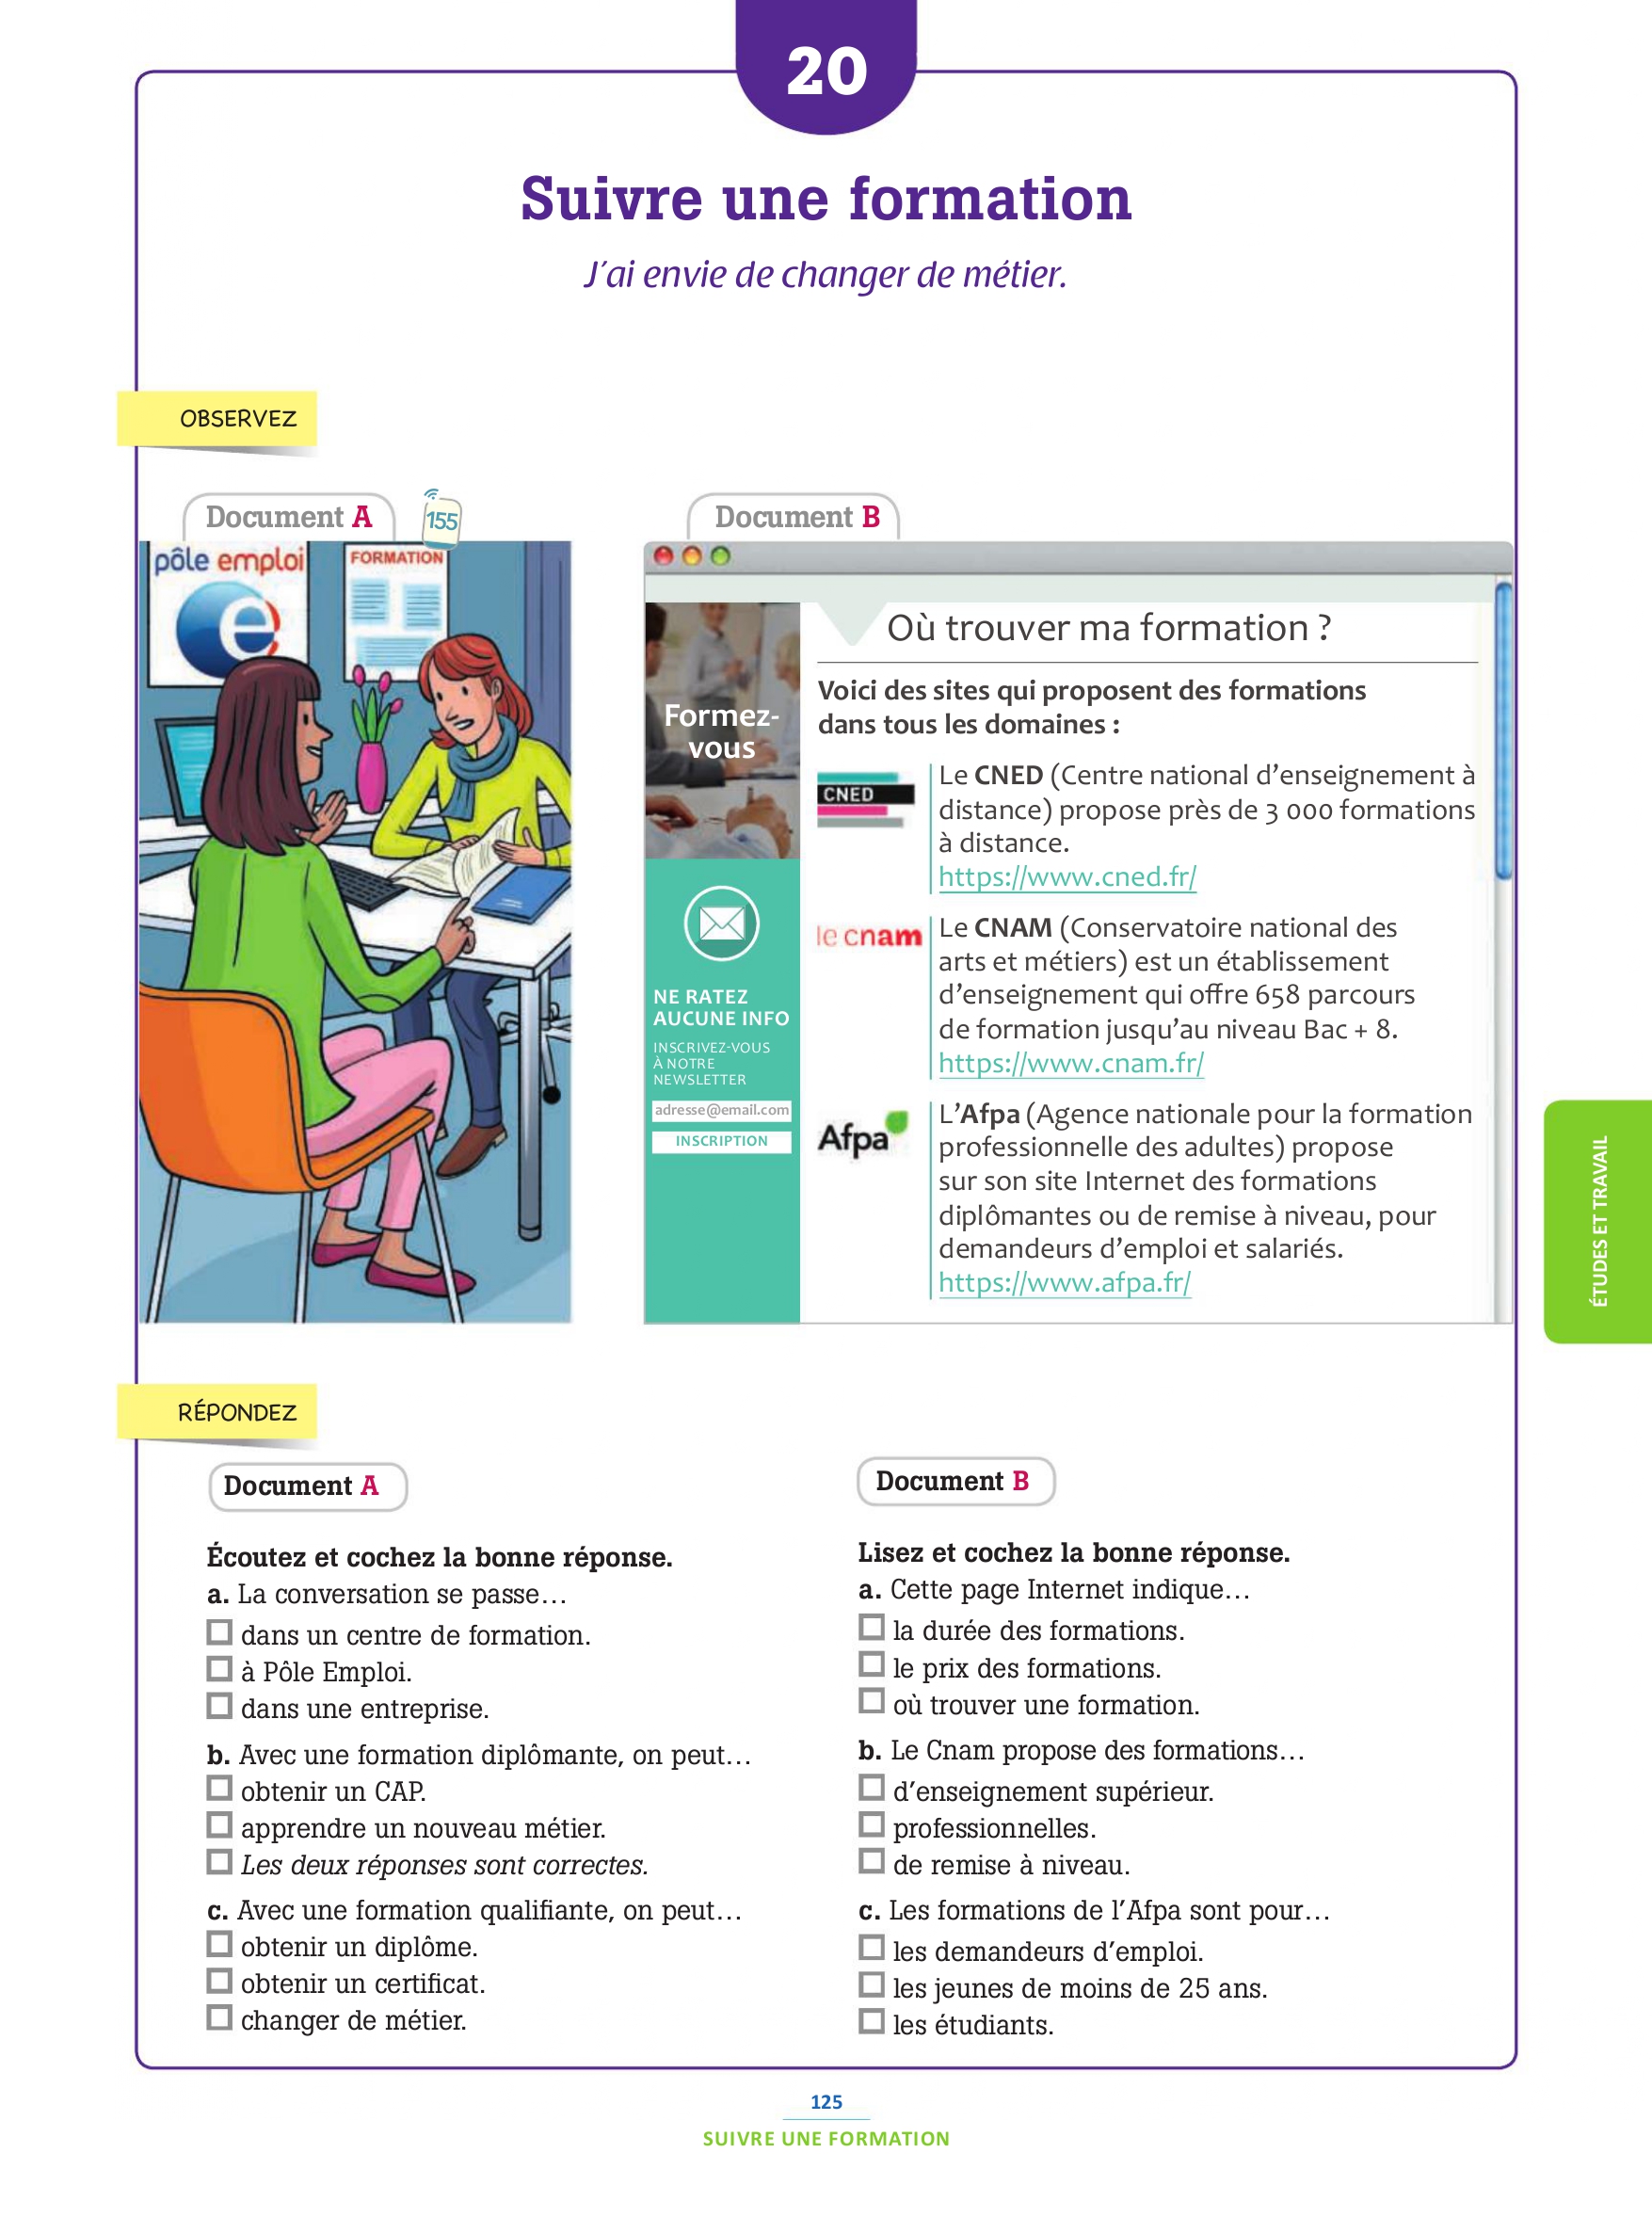 20
Suivre une formation
J'ai envie de changer de métier.
OBSERVEZ
Document A
155
pôle emploi
e
FORMATION
Document B
Formez-
vous
NE RATEZ
AUCUNE INFO
INSCRIVEZ-VOUS
À NOTRE
NEWSLETTER
adresse@email.com
INSCRIPTION
Où trouver ma formation ?
Voici des sites qui proposent des formations
dans tous les domaines :
CNED
Le CNED (Centre national d'enseignement à
distance) propose près de 3 000 formations
à distance.
https://www.cned.fr/
le cnam
Le CNAM (Conservatoire national des
arts et métiers) est un établissement
d'enseignement qui offre 658 parcours
de formation jusqu'au niveau Bac + 8.
https://www.cnam.fr/
Afpa
L'Afpa (Agence nationale pour la formation
professionnelle des adultes) propose
sur son site Internet des formations
diplômantes ou de remise à niveau, pour
demandeurs d'emploi et salariés.
https://www.afpa.fr/
ÉTUDES ET TRAVAIL
RÉPONDEZ
Document A
Écoutez et cochez la bonne réponse.
a. La conversation se passe…
dans un centre de formation.
à Pôle Emploi.
dans une entreprise.
b. Avec une formation diplômante, on peut…
obtenir un CAP.
apprendre un nouveau métier.
Les deux réponses sont correctes.
c. Avec une formation qualifiante, on peut…
obtenir un diplôme.
obtenir un certificat.
changer de métier.
Document B
Lisez et cochez la bonne réponse.
a. Cette page Internet indique…
la durée des formations.
le prix des formations.
où trouver une formation.
b. Le Cnam propose des formations…
d'enseignement supérieur.
professionnelles.
de remise à niveau.
c. Les formations de l'Afpa sont pour…
les demandeurs d'emploi.
les jeunes de moins de 25 ans.
les étudiants.
125
SUIVRE UNE FORMATION